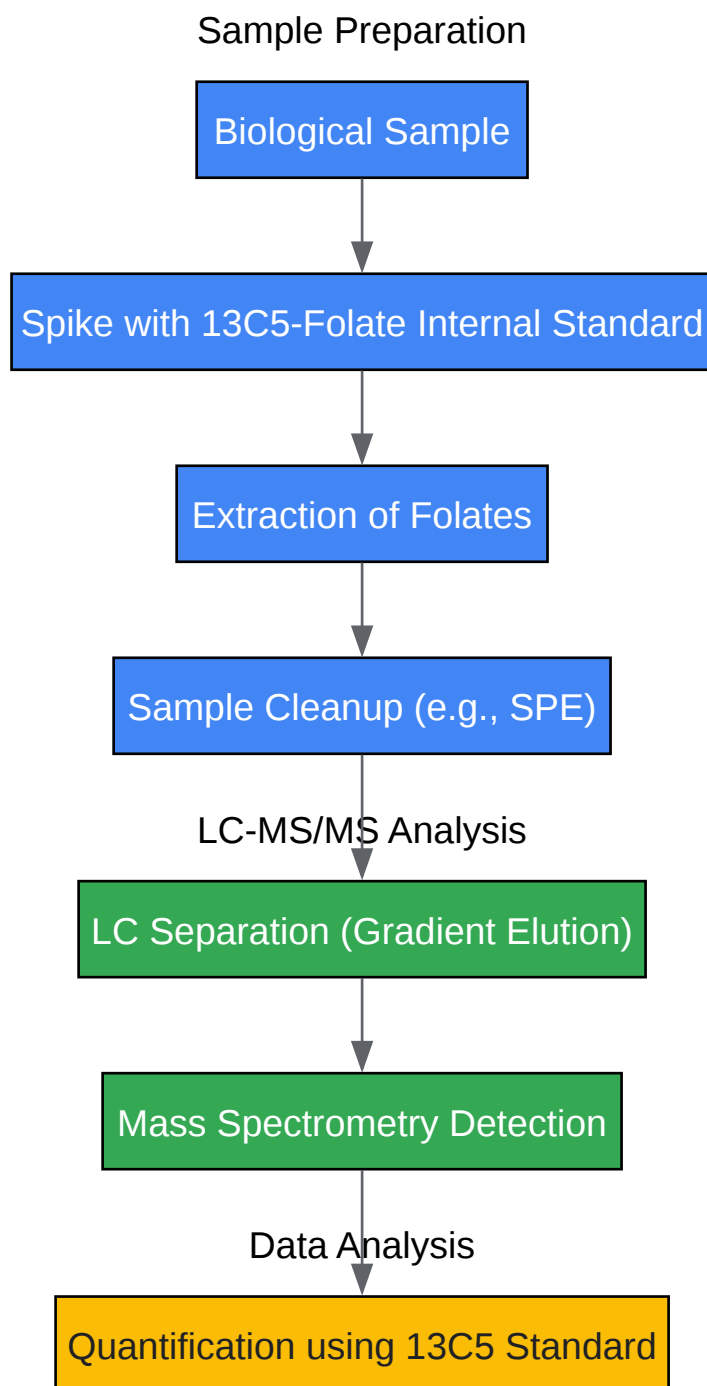 Sample Preparation
Biological Sample
Spike with 13C5-Folate Internal Standard
Extraction of Folates
Sample Cleanup (e.g., SPE)
LC-MS/MS Analysis
LC Separation (Gradient Elution)
Mass Spectrometry Detection
Data Analysis
Quantification using 13C5 Standard